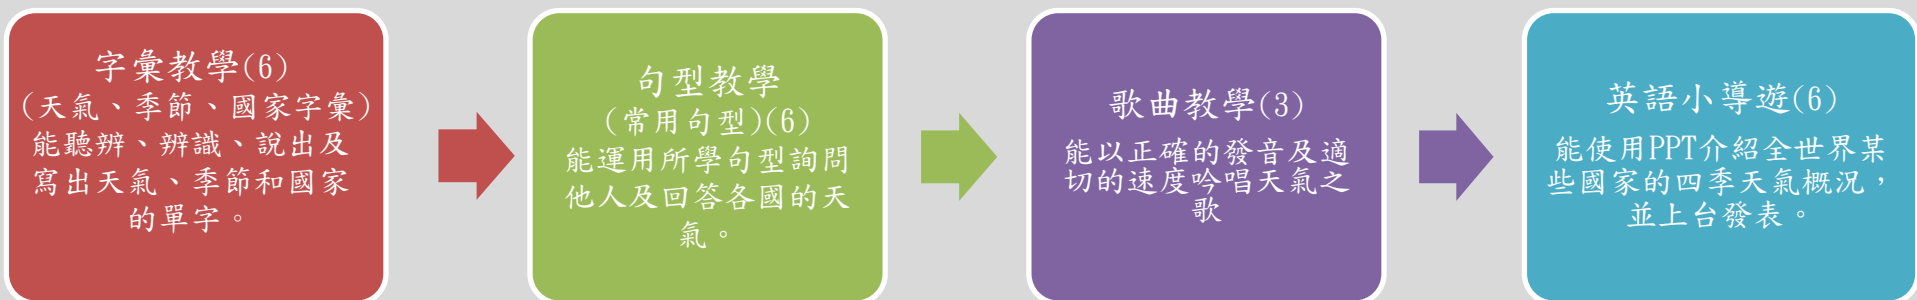 字彙教學(6)
(天氣、季節、國家字彙)
能聽辨、辨識、說出及
寫出天氣、季節和國家
的單字。
句型教學
(常用句型)(6)
能運用所學句型詢問
他人及回答各國的天
氣。
歌曲教學(3)
能以正確的發音及適
切的速度吟唱天氣之
歌
英語小導遊(6)
能使用PPT介紹全世界某
些國家的四季天氣概況，
並上台發表。